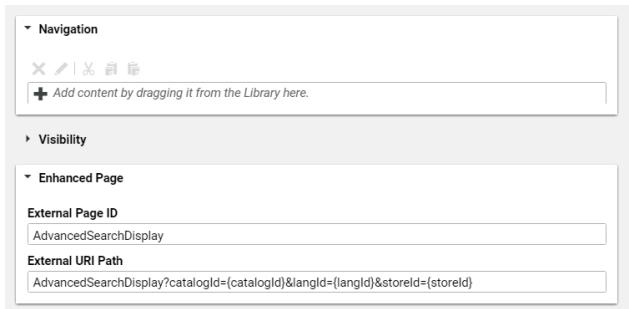 Navigation
Add content by dragging it from the Library here.
Visibility
Enhanced Page
External Page ID
AdvancedSearchDisplay
External URI Path
AdvancedSearchDisplay?catalogId={catalogId}&langId={langId}&storeId={storeId}